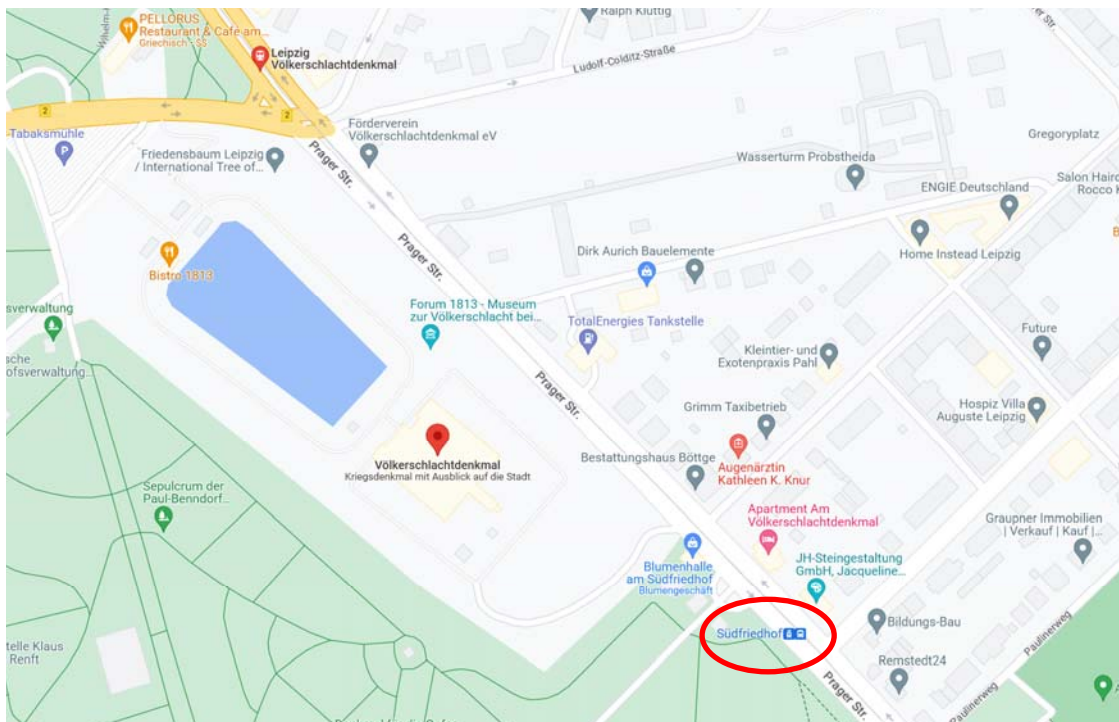 PELLORUS
Restaurant & Cafe am...
Griechisch · $$
Ralph Kluttig
Prager Str.
Leipzig
Völkerschlachtdenkmal
Ludolf-Colditz-Straße
2
2
Tabaksmühle
Förderverein
Völkerschlachtdenkmal eV
Gregoryplatz
Friedensbaum Leipzig
/ International Tree of...
Prager Str.
Wasserturm Probstheida
ENGIE Deutschland
Salon Hairc
Rocco K
Bistro 1813
Prager Str.
Dirk Aurich Bauelemente
Home Instead Leipzig
Forum 1813 - Museum
zur Völkerschlacht bei...
TotalEnergies Tankstelle
sverwaltung
Future
sche
ofsverwaltung...
Kleintier- und
Exotenpraxis Pahl
Prager Str.
Grimm Taxibetrieb
Hospiz Villa
Auguste Leipzig
Völkerschlachtdenkmal
Kriegsdenkmal mit Ausblick auf die Stadt
Bestattungshaus Böttge
Augenärztin
Kathleen K. Knur
Sepulcrum der
Paul-Benndorf...
Apartment Am
Völkerschlachtdenkmal
Graupner Immobilien
| Verkauf | Kauf |...
Blumenhalle
am Südfriedhof
Blumengeschäft
JH-Steingestaltung
GmbH, Jacqueline...
Südfriedhof
Bildungs-Bau
Paulinerweg
telle Klaus
Renft
Remstedt24
Paulinerweg
Prager Str.